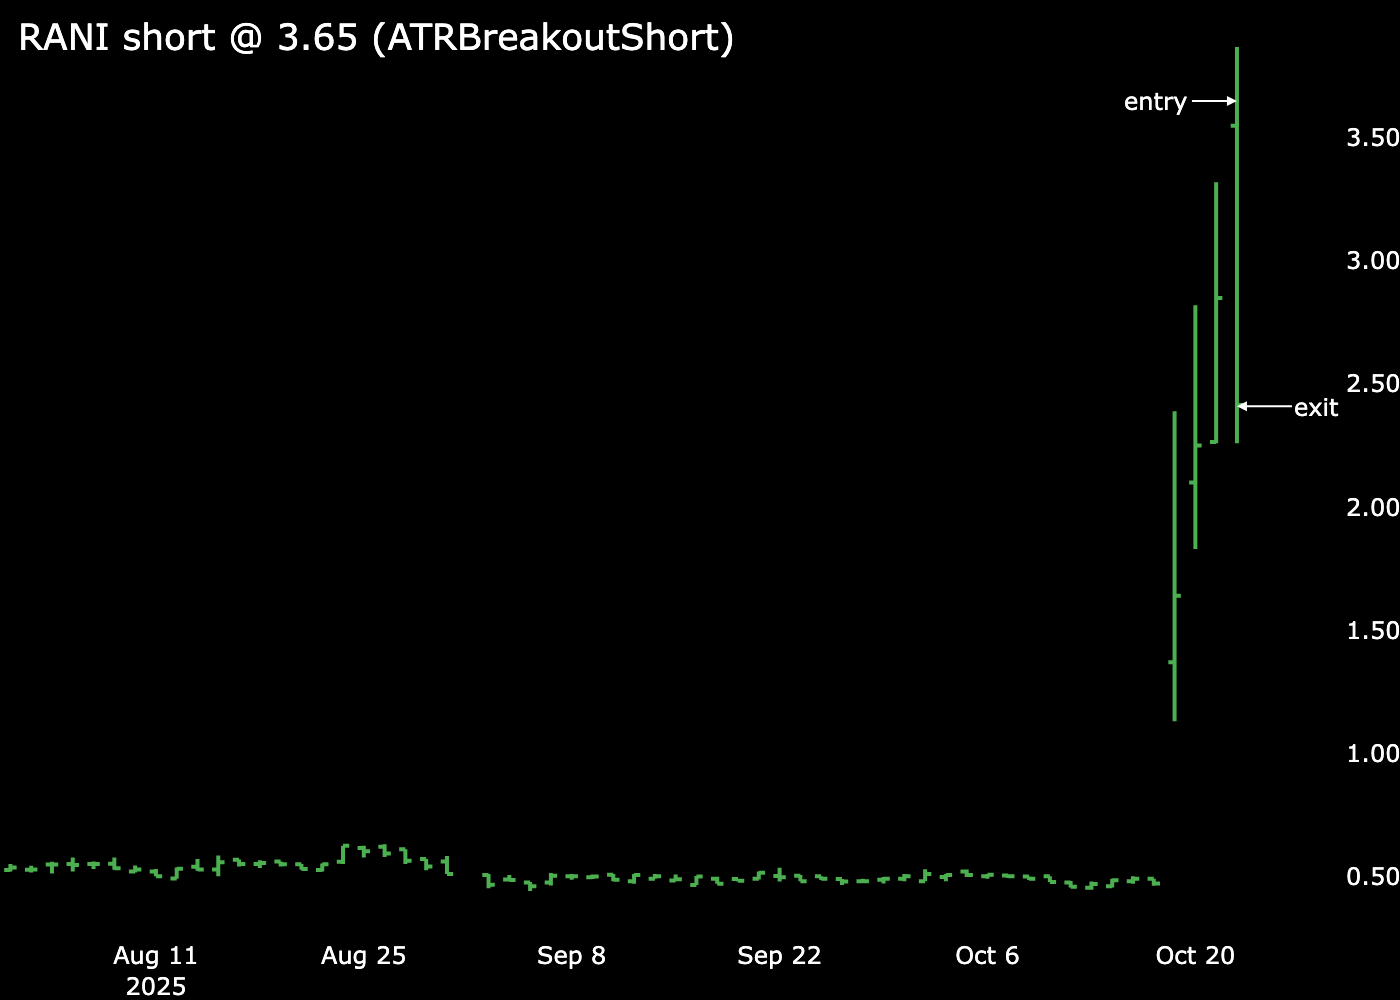 RANI short @ 3.65 (ATRBreakoutShort)
entry
3.50
3.00
2.50
exit
2.00
1.50
1.00
0.50
Aug 11
2025
Aug 25
Sep 8
Sep 22
Oct 6
Oct 20